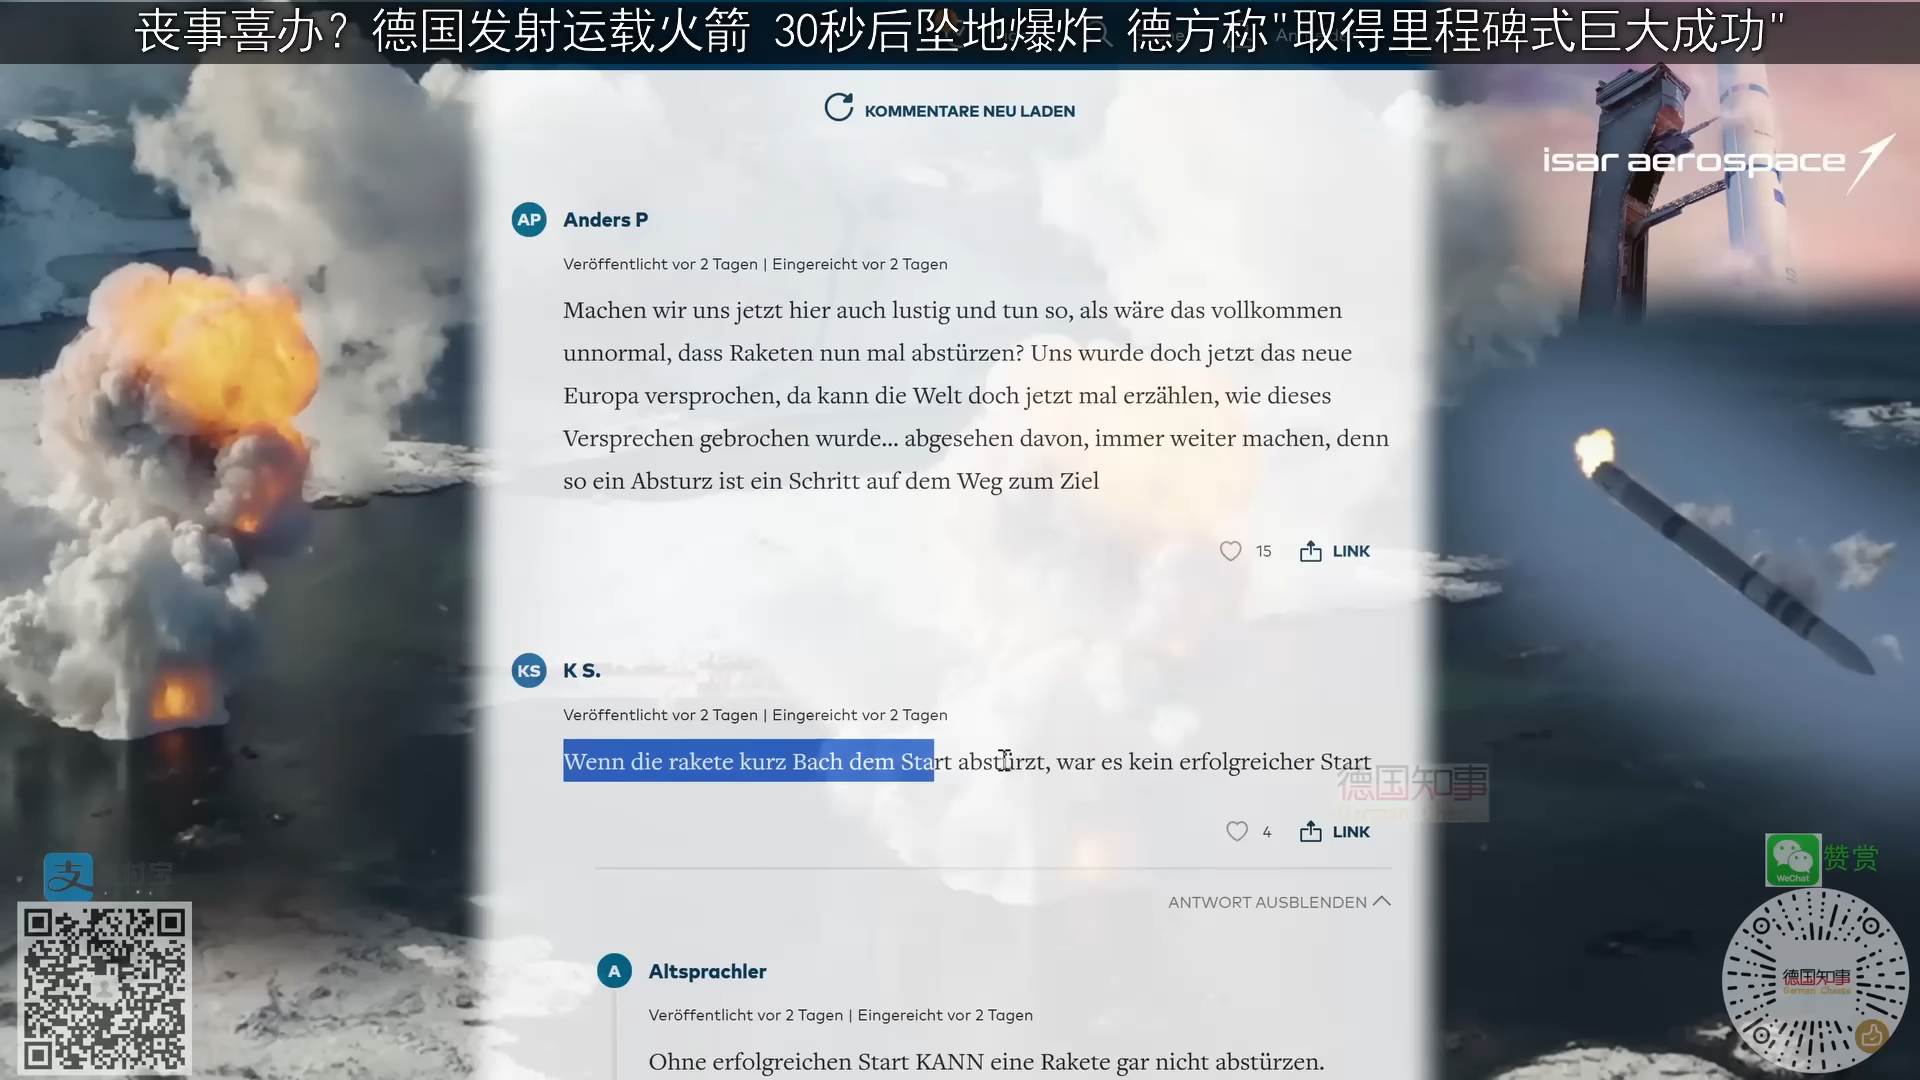 丧事喜办？德国发射运载火箭 30秒后坠地爆炸 德方称"取得里程碑式巨大成功"
KOMMENTARE NEU LADEN
isar aerospace
AP Anders P
Veröffentlicht vor 2 Tagen | Eingereicht vor 2 Tagen
Machen wir uns jetzt hier auch lustig und tun so, als wäre das vollkommen
unnormal, dass Raketen nun mal abstürzen? Uns wurde doch jetzt das neue
Europa versprochen, da kann die Welt doch jetzt mal erzählen, wie dieses
Versprechen gebrochen wurde... abgesehen davon, immer weiter machen, denn
so ein Absturz ist ein Schritt auf dem Weg zum Ziel
15 LINK
KS K S.
Veröffentlicht vor 2 Tagen | Eingereicht vor 2 Tagen
Wenn die rakete kurz Bach dem Start abstürzt, war es kein erfolgreicher Start
德国知事
4 LINK
支
WeChat
赞赏
ANTWORT AUSBLENDEN
A Altsprachler
德国知事
German Cheese
Veröffentlicht vor 2 Tagen | Eingereicht vor 2 Tagen
Ohne erfolgreichen Start KANN eine Rakete gar nicht abstürzen.